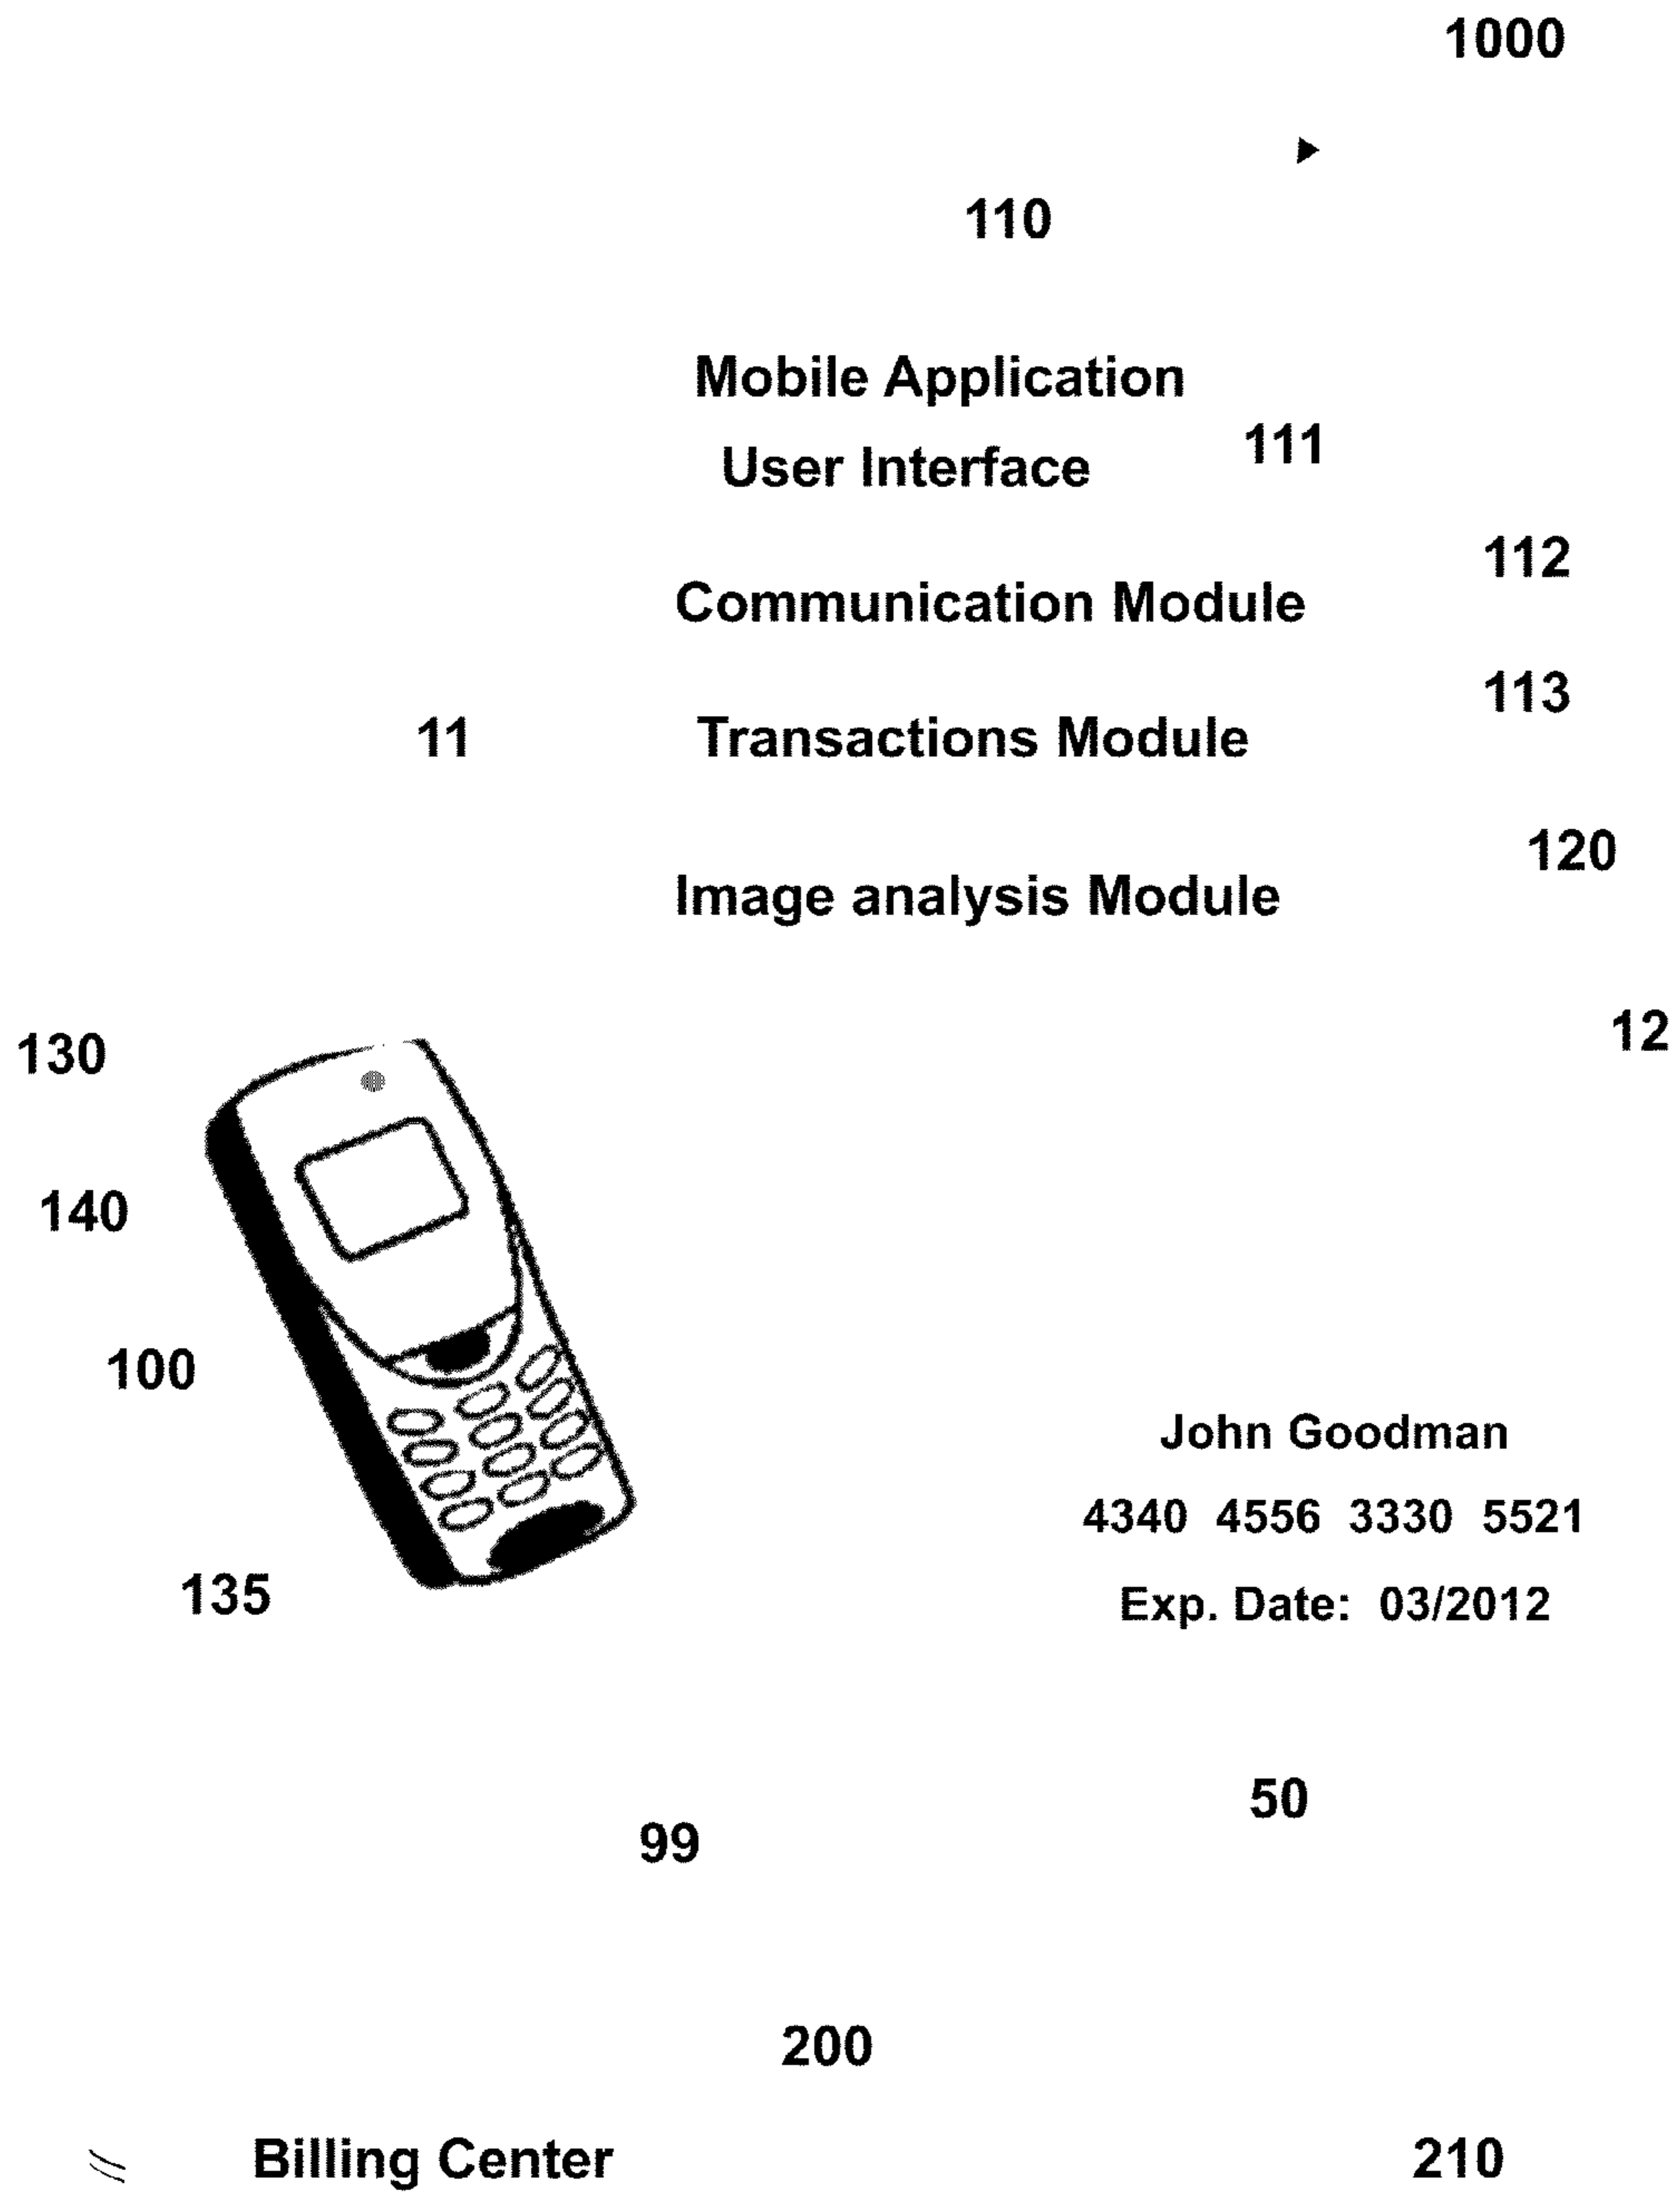 1000
110
Mobile Application
User Interface
111
112
Communication Module
113
11
Transactions Module
120
Image analysis Module
12
130
140
100
John Goodman
4340 4556 3330 5521
Exp. Date: 03/2012
135
50
99
200
Billing Center
210